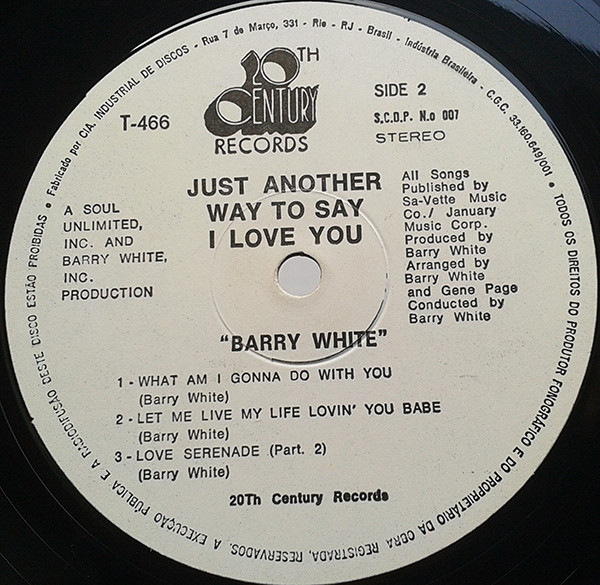 • Fabricado por CIA. INDUSTRIAL DE DISCOS - Rua 7 de Março, 331 - Rio - RJ - Brasil - Indústria Brasileira - C.G.C. 33/160.649/001 • TODOS OS DIREITOS DO PRODUTOR FONOGRÁFICO E DO PROPRIETÁRIO DA OBRA REGISTRADA, RESERVADOS. A EXECUÇÃO PÚBLICA E A RADIODIFUSÃO DESTE DISCO ESTÃO PROIBIDAS
20TH
CENTURY
RECORDS
T-466
SIDE 2
S.C.D.P. N.o 007
STEREO
JUST ANOTHER
WAY TO SAY
I LOVE YOU
A SOUL
UNLIMITED,
INC. AND
BARRY WHITE,
INC.
PRODUCTION
All Songs
Published by
Sa-Vette Music
Co./ January
Music Corp.
Produced by
Barry White
Arranged by
Barry White
and Gene Page
Conducted by
Barry White
"BARRY WHITE"
1 - WHAT AM I GONNA DO WITH YOU
(Barry White)
2 - LET ME LIVE MY LIFE LOVIN' YOU BABE
(Barry White)
3 - LOVE SERENADE (Part. 2)
(Barry White)
20Th Century Records